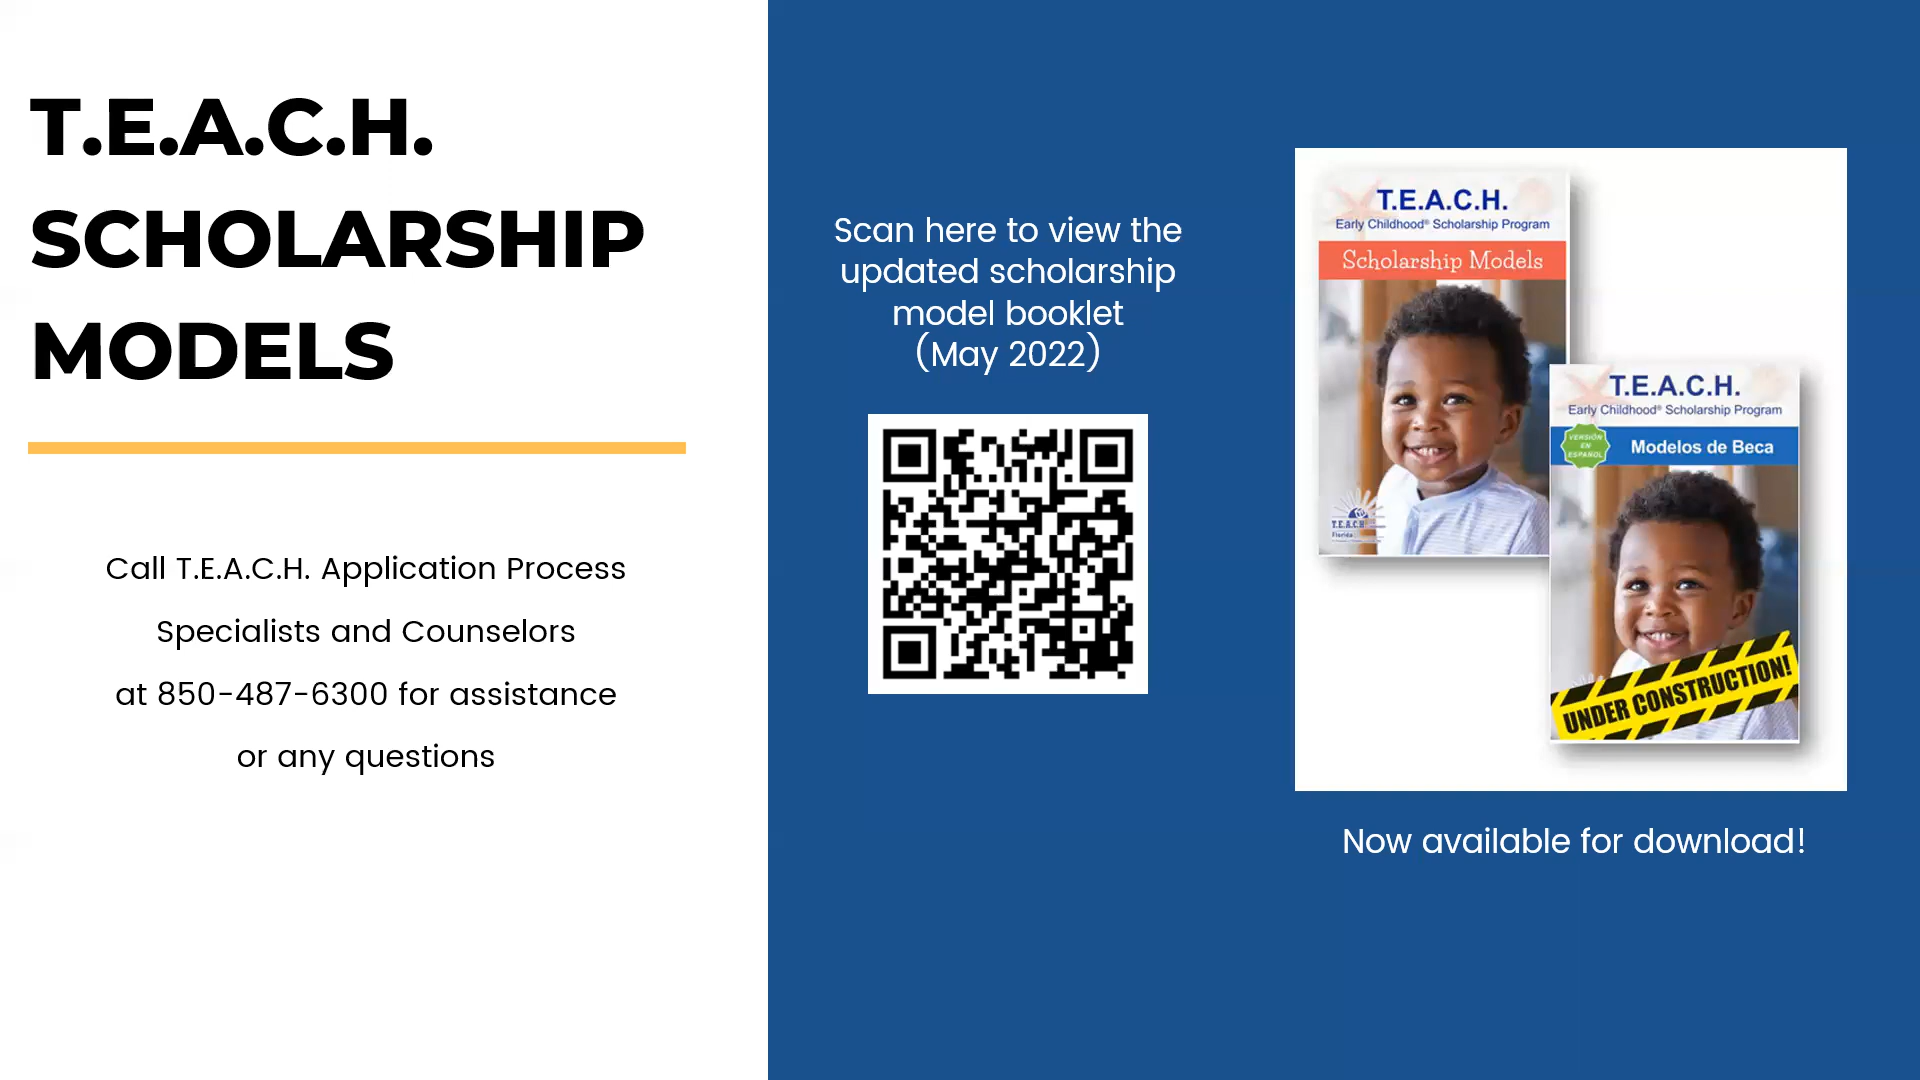 T.E.A.C.H.
SCHOLARSHIP
MODELS
Call T.E.A.C.H. Application Process
Specialists and Counselors
at 850-487-6300 for assistance
or any questions
Scan here to view the
updated scholarship
model booklet
(May 2022)
T.E.A.C.H.
Early Childhood® Scholarship Program
Scholarship Models
T.E.A.C.H.
Florida
T.E.A.C.H.
Early Childhood® Scholarship Program
VERSIÓN
EN
ESPAÑOL
Modelos de Beca
UNDER CONSTRUCTION!
Now available for download!